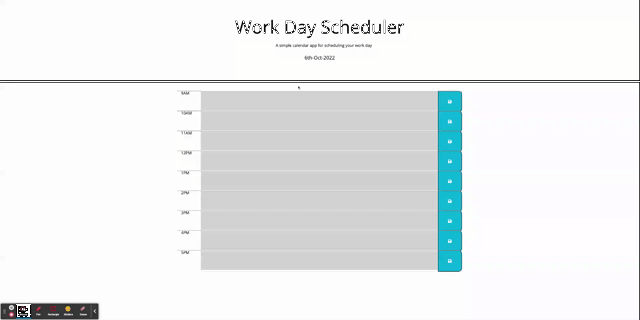 Work Day Scheduler
A simple calendar app for scheduling your work day
6th-Oct-2022
9AM
10AM
11AM
12PM
1PM
2PM
3PM
4PM
5PM